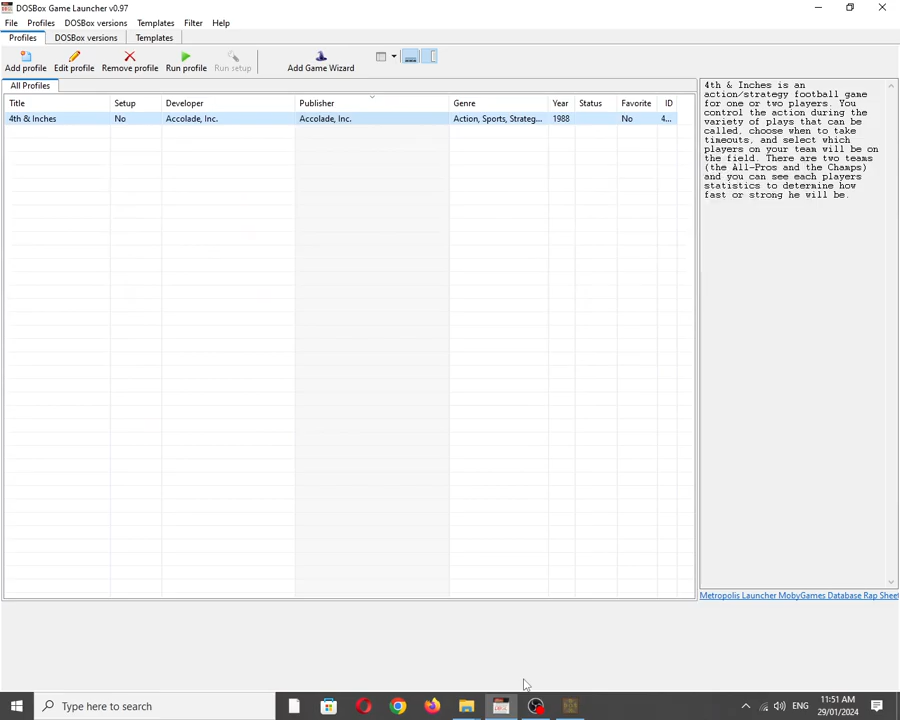 DOSBox Game Launcher v0.97
File Profiles DOSBox versions Templates Filter Help
Profiles DOSBox versions Templates
Add profile Edit profile Remove profile Run profile Run setup Add Game Wizard
All Profiles
Title Setup Developer Publisher Genre Year Status Favorite ID
4th & Inches No Accolade, Inc. Accolade, Inc. Action, Sports, Strateg... 1988 No 4...
4th & Inches is an
action/strategy football game
for one or two players. You
control the action during the
variety of plays that can be
called, choose when to take
timeouts, and select which
players on your team will be on
the field. There are two teams
(the All-Pros and the Champs)
and you can see each players
statistics to determine how
fast or strong he will be.
Metropolis Launcher MobyGames Database Rap Sheet
Type here to search
ENG
11:51 AM
29/01/2024